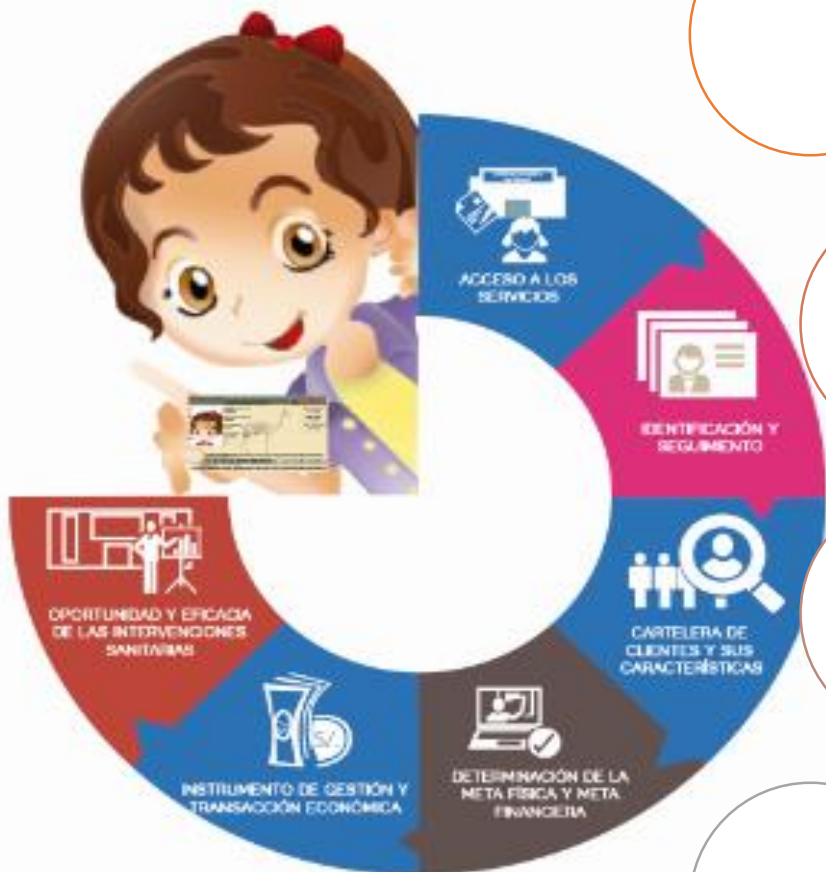 ACCESO A LOS
SERVICIOS
IDENTIFICACIÓN Y
SEGUIMIENTO
CARTELERA DE
CLIENTES Y SUS
CARACTERÍSTICAS
DETERMINACIÓN DE LA
META FÍSICA Y META
FINANCIERA
INSTRUMENTO DE GESTIÓN Y
TRANSACCIÓN ECONÓMICA
OPORTUNIDAD Y EFICACIA
DE LAS INTERVENCIONES
SANITARIAS